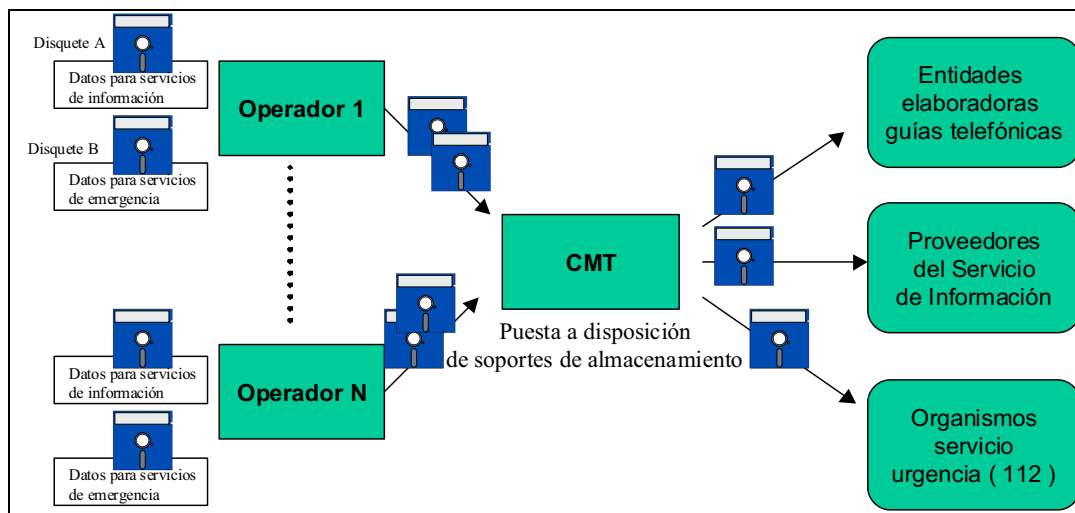 Disquete A
Datos para servicios
de información
Disquete B
Datos para servicios
de emergencia
Operador 1
Datos para servicios
de información
Datos para servicios
de emergencia
Operador N
CMT
Puesta a disposición
de soportes de almacenamiento
Entidades
elaboradoras
guías telefónicas
Proveedores
del Servicio
de Información
Organismos
servicio
urgencia ( 112 )